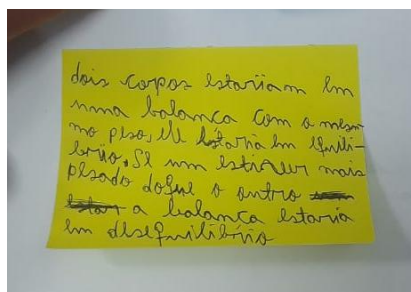 dois corpos estariam em
uma balanca com o mesm
mo peso, ele estaria em equili-
brio, se um estiver mais
pesado doque o outro
a balanca estaria
em desequilibrio